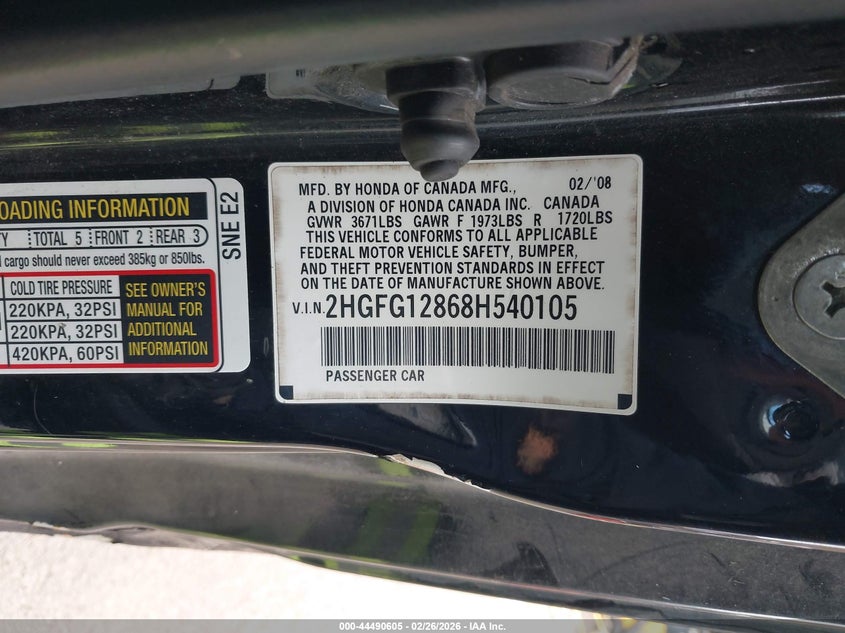 OADING INFORMATION
TY TOTAL 5 FRONT 2 REAR 3
d cargo should never exceed 385kg or 850lbs.
COLD TIRE PRESSURE
220KPA, 32PSI
220KPA, 32PSI
420KPA, 60PSI
SEE OWNER'S
MANUAL FOR
ADDITIONAL
INFORMATION
SNE E2
MFD. BY HONDA OF CANADA MFG., 02/'08
A DIVISION OF HONDA CANADA INC. CANADA
GVWR 3671LBS GAWR F 1973LBS R 1720LBS
THIS VEHICLE CONFORMS TO ALL APPLICABLE
FEDERAL MOTOR VEHICLE SAFETY, BUMPER,
AND THEFT PREVENTION STANDARDS IN EFFECT
ON THE DATE OF MANUFACTURE SHOWN ABOVE.
V.I.N. 2HGFG12868H540105
PASSENGER CAR
000-44490605 - 02/26/2026 - IAA Inc.